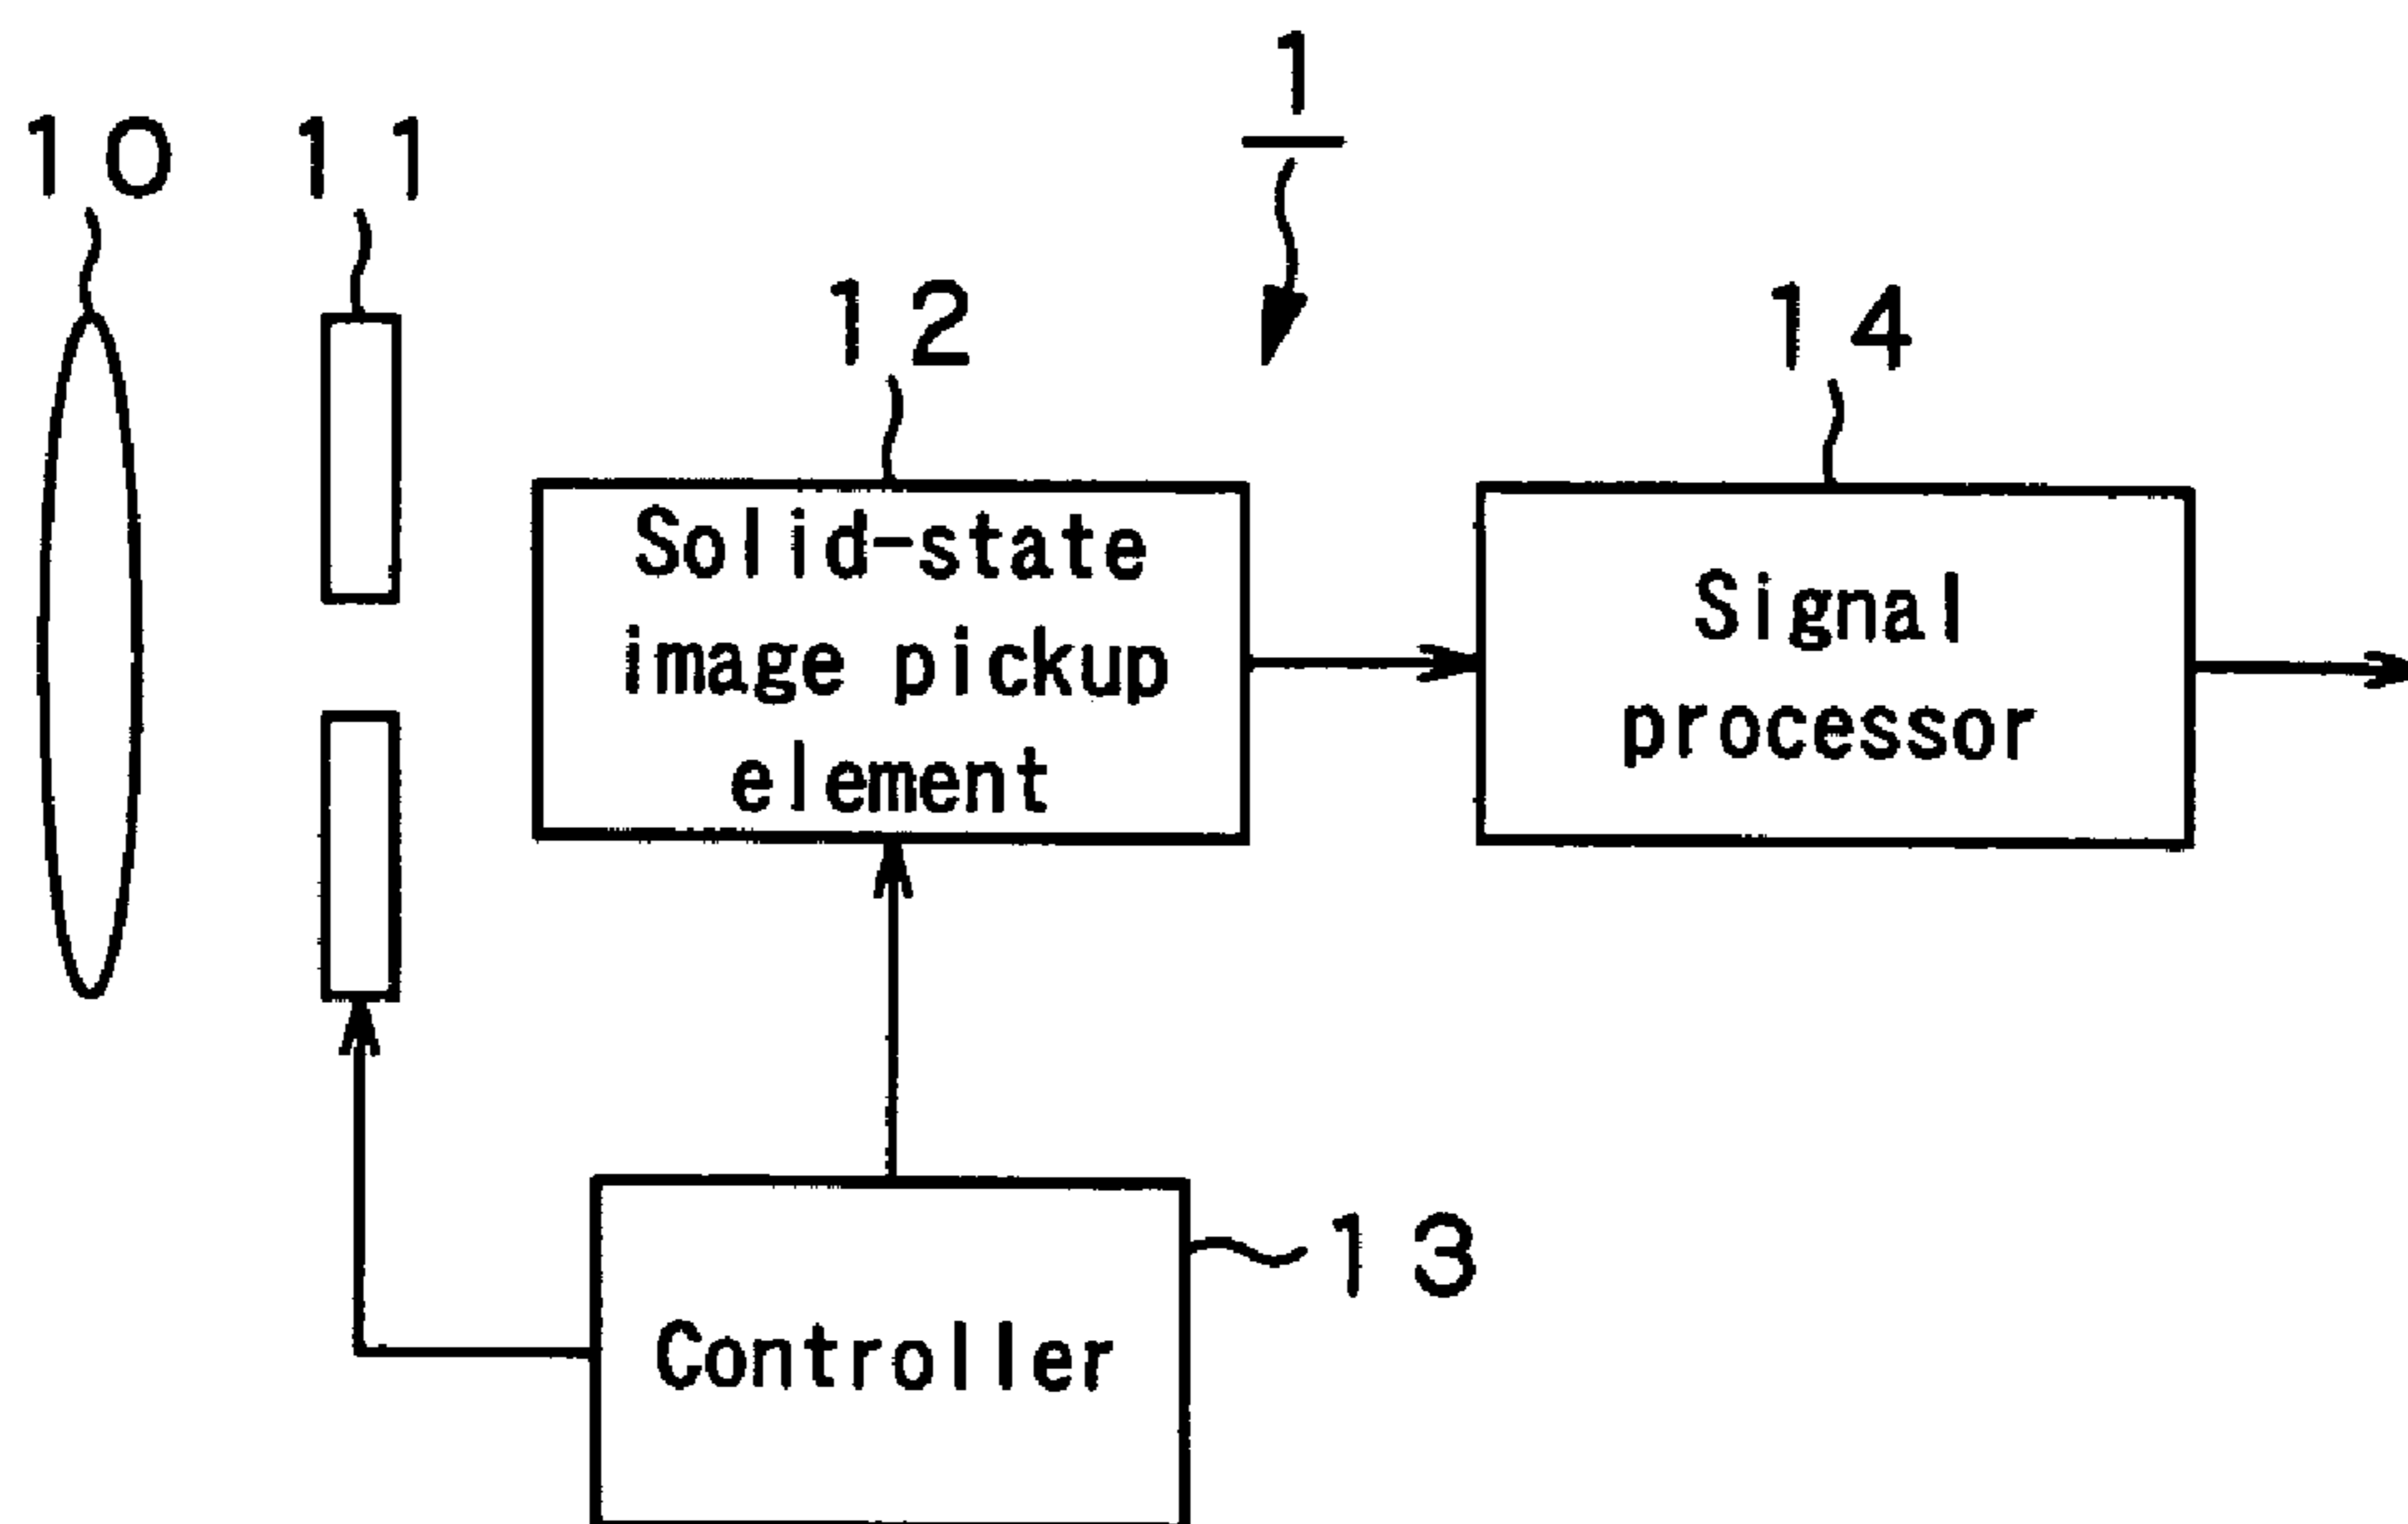 1
10
11
12
14
Solid-state
image pickup
element
Signal
processor
13
Controller